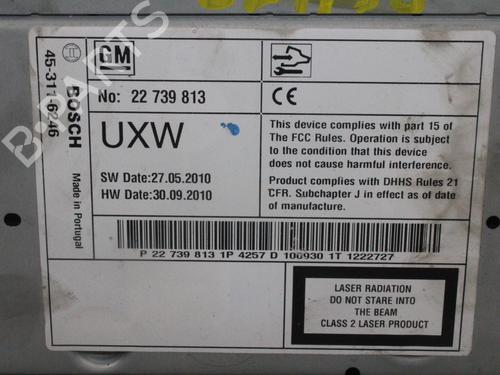 GM
No: 22 739 813
UXW
SW Date:27.05.2010
HW Date:30.09.2010
CE
This device complies with part 15 of
The FCC Rules. Operation is subject
to the condition that this device
does not cause harmful interference.
Product complies with DHHS Rules 21
CFR. Subchapter J in effect as of date
of manufacture.
P 22 739 813 1P 4257 D 106930 1T 1222727
LASER RADIATION
DO NOT STARE INTO
THE BEAM
CLASS 2 LASER PRODUCT
BOSCH
Made in Portugal
45-311-6246
B-PARTS